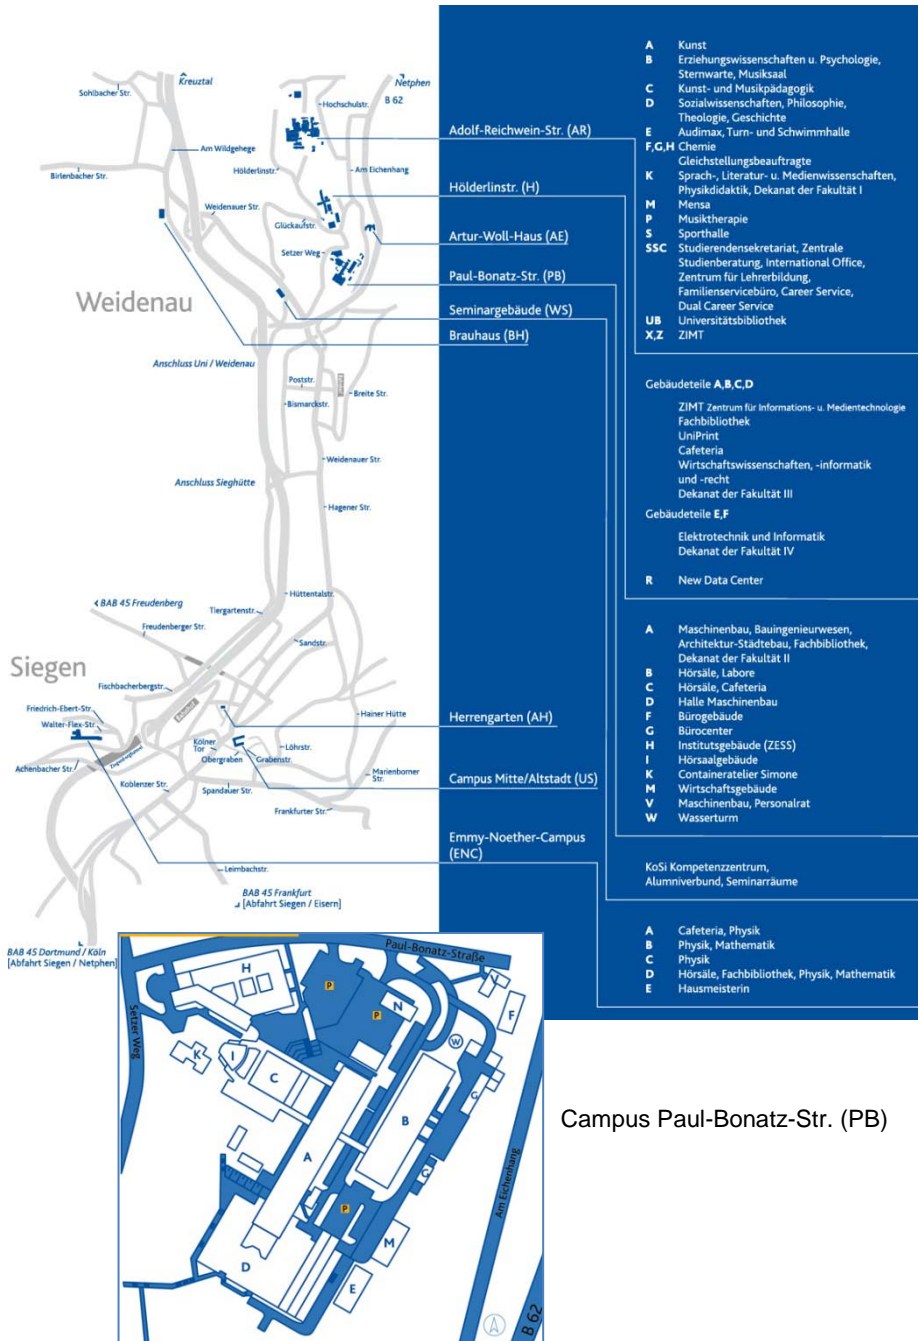 Kreuztal
Netphen
Sohlbacher Str.
B 62
Hochschulstr.
Am Wildgehege
Birlenbacher Str.
Hölderlinstr.
Am Eichenhang
Weidenauer Str.
Glückaufstr.
Setzer Weg
Weidenau
Anschluss Uni / Weidenau
Poststr.
Breite Str.
Bismarckstr.
Weidenauer Str.
Anschluss Sieghütte
Hagener Str.
Hüttentalstr.
BAB 45 Freudenberg
Tiergartenstr.
Freudenberger Str.
Sandstr.
Siegen
Fischbacherbergstr.
Friedrich-Ebert-Str.
Bahnhof
Walter-Flex-Str.
Hainer Hütte
Kölner
Tor
Löhrstr.
Obergraben
Grabenstr.
Achenbacher Str.
Marienborner
Str.
Koblenzer Str.
Spandauer Str.
Frankfurter Str.
Leimbachstr.
BAB 45 Frankfurt
[Abfahrt Siegen / Eisern]
BAB 45 Dortmund / Köln
[Abfahrt Siegen / Netphen]
Adolf-Reichwein-Str. (AR)
Hölderlinstr. (H)
Artur-Woll-Haus (AE)
Paul-Bonatz-Str. (PB)
Seminargebäude (WS)
Brauhaus (BH)
Herrengarten (AH)
Campus Mitte/Altstadt (US)
Emmy-Noether-Campus
(ENC)
A Kunst
B Erziehungswissenschaften u. Psychologie,
Sternwarte, Musiksaal
C Kunst- und Musikpädagogik
D Sozialwissenschaften, Philosophie,
Theologie, Geschichte
E Audimax, Turn- und Schwimmhalle
F,G,H Chemie
Gleichstellungsbeauftragte
K Sprach-, Literatur- u. Medienwissenschaften,
Physikdidaktik, Dekanat der Fakultät I
M Mensa
P Musiktherapie
S Sporthalle
SSC Studierendensekretariat, Zentrale
Studienberatung, International Office,
Zentrum für Lehrerbildung,
Familienservicebüro, Career Service,
Dual Career Service
UB Universitätsbibliothek
X,Z ZIMT
Gebäudeteile A,B,C,D
ZIMT Zentrum für Informations- u. Medientechnologie
Fachbibliothek
UniPrint
Cafeteria
Wirtschaftswissenschaften, -informatik
und -recht
Dekanat der Fakultät III
Gebäudeteile E,F
Elektrotechnik und Informatik
Dekanat der Fakultät IV
R New Data Center
A Maschinenbau, Bauingenieurwesen,
Architektur-Städtebau, Fachbibliothek,
Dekanat der Fakultät II
B Hörsäle, Labore
C Hörsäle, Cafeteria
D Halle Maschinenbau
F Bürogebäude
G Bürocenter
H Institutsgebäude (ZESS)
I Hörsaalgebäude
K Containeratelier Simone
M Wirtschaftsgebäude
V Maschinenbau, Personalrat
W Wasserturm
KoSi Kompetenzzentrum,
Alumniverbund, Seminarräume
A Cafeteria, Physik
B Physik, Mathematik
C Physik
D Hörsäle, Fachbibliothek, Physik, Mathematik
E Hausmeisterin
Paul-Bonatz-Straße
Setzer Weg
H
P
P
N
V
F
W
K
I
C
G
B
A
G
P
M
D
E
Am Eichenhang
B 62
Campus Paul-Bonatz-Str. (PB)